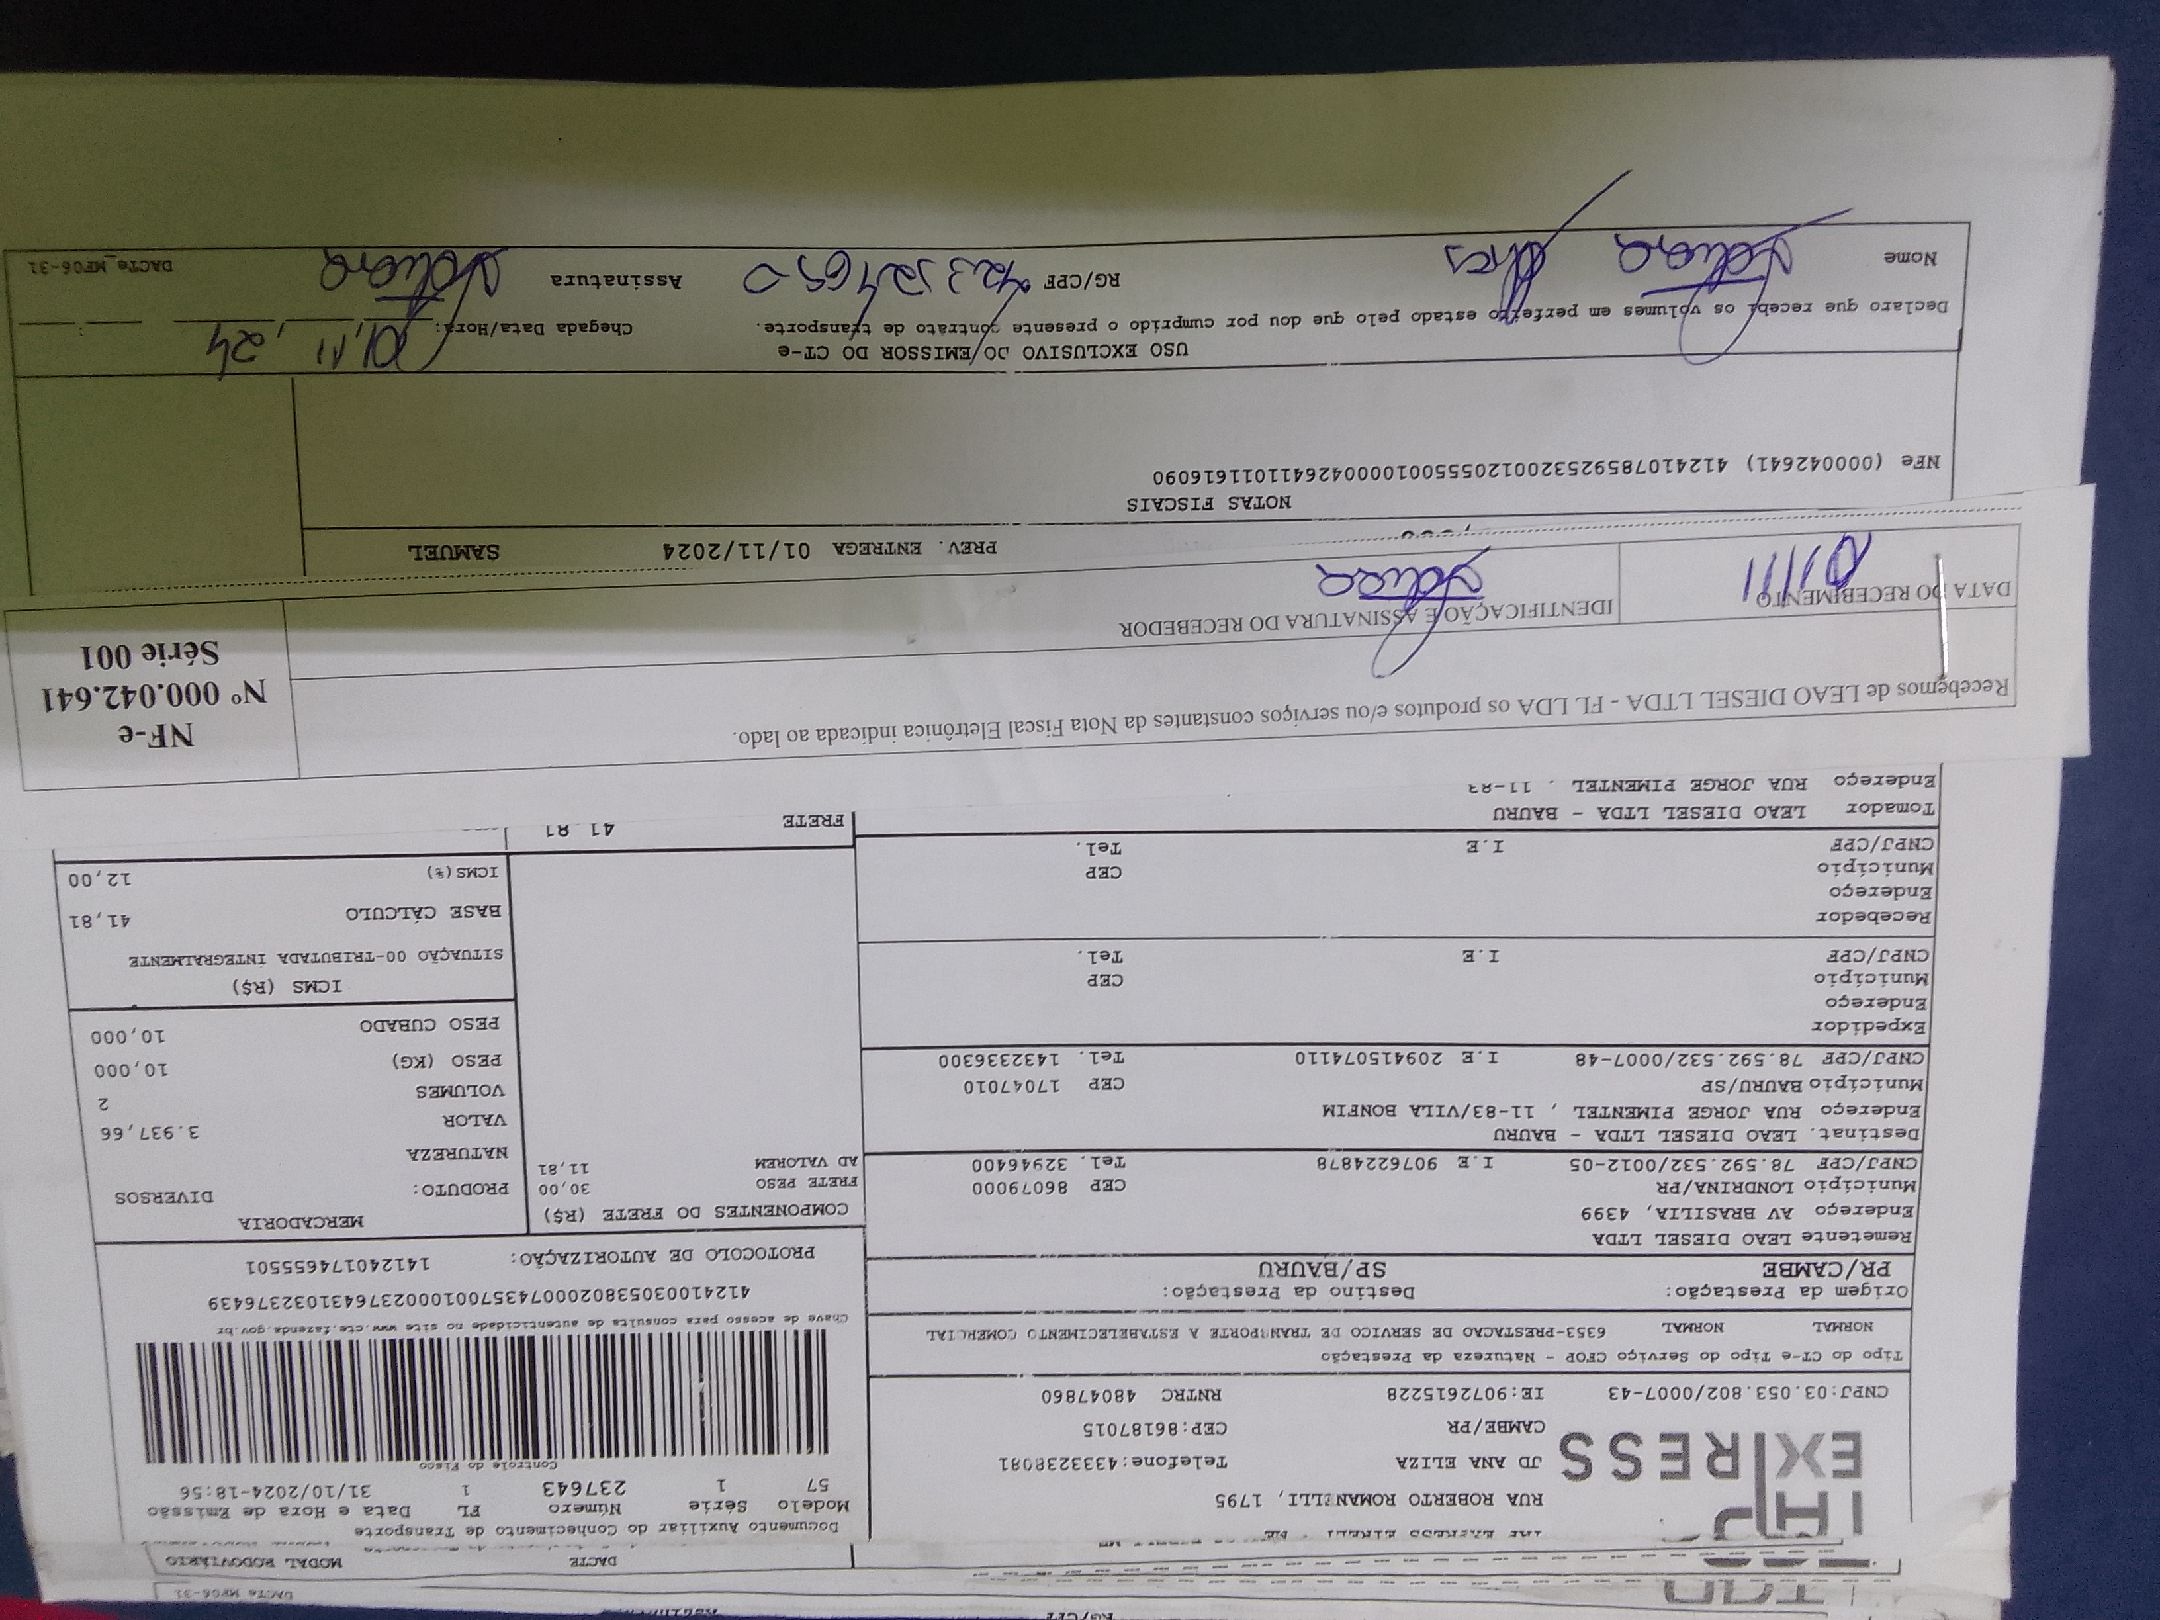 DACTE MODAL RODOVIÁRIO
Documento Auxiliar do Conhecimento de Transporte
Modelo Série Número FL Data e Hora de Emissão
57 1 237643 1 31/10/2024-18:56
Controle do Fisco
EXPRESS
RUA ROBERTO ROMANELLI, 1795
JD ANA ELIZA Telefone:4333238081
CAMBE/PR CEP:86187015
CNPJ:03.053.802/0007-43 IE:9072615228 RNTRC 48047860
Chave de acesso para consulta de autenticidade no site www.cte.fazenda.gov.br
41241003053802000743570010002376431032376439
PROTOCOLO DE AUTORIZAÇÃO: 141240174655501
Tipo do CT-e Tipo do Serviço CFOP - Natureza da Prestação
NORMAL NORMAL 6353-PRESTACAO DE SERVICO DE TRANSPORTE A ESTABELECIMENTO COMERCIAL
Origem da Prestação: Destino da Prestação:
PR/CAMBE SP/BAURU
Remetente LEAO DIESEL LTDA
Endereço AV BRASILIA, 4399
Município LONDRINA/PR CEP 86079000
CNPJ/CPF 78.592.532/0012-05 I.E 9076224878 Tel. 32946400
Destinat. LEAO DIESEL LTDA - BAURU
Endereço RUA JORGE PIMENTEL , 11-83/VILA BONFIM
Município BAURU/SP CEP 17047010
CNPJ/CPF 78.592.532/0007-48 I.E 209415074110 Tel. 1432336300
Expedidor
Endereço
Município CEP
CNPJ/CPF I.E Tel.
Recebedor
Endereço
Município CEP
CNPJ/CPF I.E Tel.
Tomador LEAO DIESEL LTDA - BAURU
Endereço RUA JORGE PIMENTEL , 11-83
COMPONENTES DO FRETE (R$)
FRETE PESO 30,00
AD VALOREM 11,81
FRETE 41,81
MERCADORIA
PRODUTO: DIVERSOS
NATUREZA
VALOR 3.937,66
VOLUMES 2
PESO (KG) 10,000
PESO CUBADO 10,000
ICMS (R$)
SITUAÇÃO 00-TRIBUTADA INTEGRALMENTE
BASE CÁLCULO 41,81
ICMS(%) 12,00
Recebemos de LEAO DIESEL LTDA - FL LDA os produtos e/ou serviços constantes da Nota Fiscal Eletrônica indicada ao lado.
NF-e
Nº 000.042.641
Série 001
DATA DO RECEBIMENTO IDENTIFICAÇÃO E ASSINATURA DO RECEBEDOR
01/11
PREV. ENTREGA 01/11/2024 SAMUEL
NOTAS FISCAIS
NFe (000042641) 41241078592532001205550010000426411101161609​0
USO EXCLUSIVO DO EMISSOR DO CT-e
Declaro que recebi os volumes em perfeito estado pelo que dou por cumprido o presente contrato de transporte. Chegada Data/Hora: 01, 11, 24
Nome RG/CPF Assinatura
DACTe_MF06-31